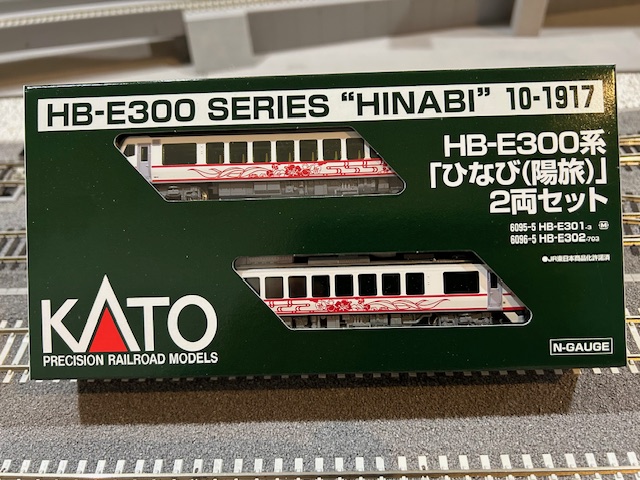 HB-E300 SERIES “HINABI” 10-1917
HB-E300系
「ひなび(陽旅)」
2両セット
6095-5 HB-E301-3 M
6096-5 HB-E302-703
●JR東日本商品化許諾済
KATO
PRECISION RAILROAD MODELS
N-GAUGE